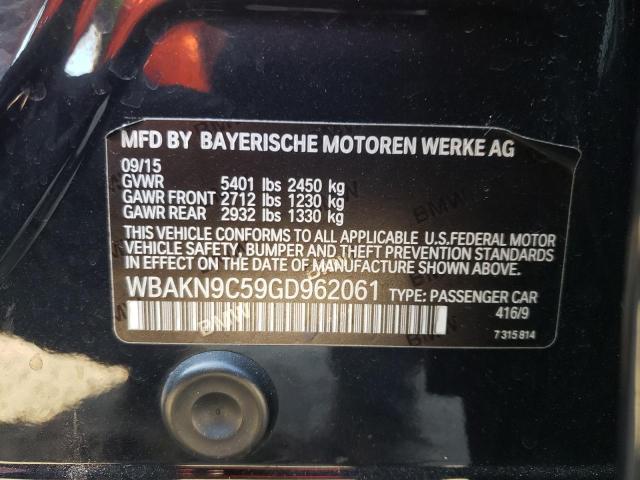 MFD BY BAYERISCHE MOTOREN WERKE AG
09/15
GVWR 5401 lbs 2450 kg
GAWR FRONT 2712 lbs 1230 kg
GAWR REAR 2932 lbs 1330 kg
THIS VEHICLE CONFORMS TO ALL APPLICABLE U.S.FEDERAL MOTOR
VEHICLE SAFETY, BUMPER AND THEFT PREVENTION STANDARDS
IN EFFECT ON THE DATE OF MANUFACTURE SHOWN ABOVE.
WBAKN9C59GD962061 TYPE: PASSENGER CAR
416/9
7 315 814